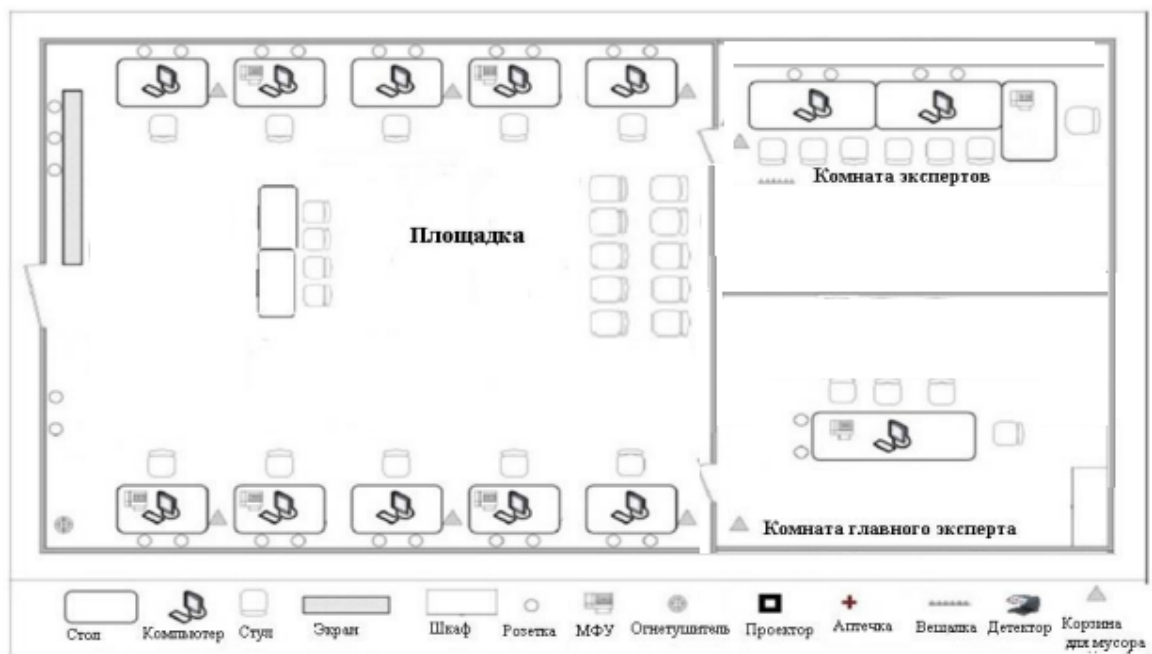 Комната экспертов
Площадка
Комната главного эксперта
Стол
Компьютер
Стул
Экран
Шкаф
Розетка
МФУ
Огнетушитель
Проектор
Аптечка
Вешалка
Детектор
Корзина
для мусора